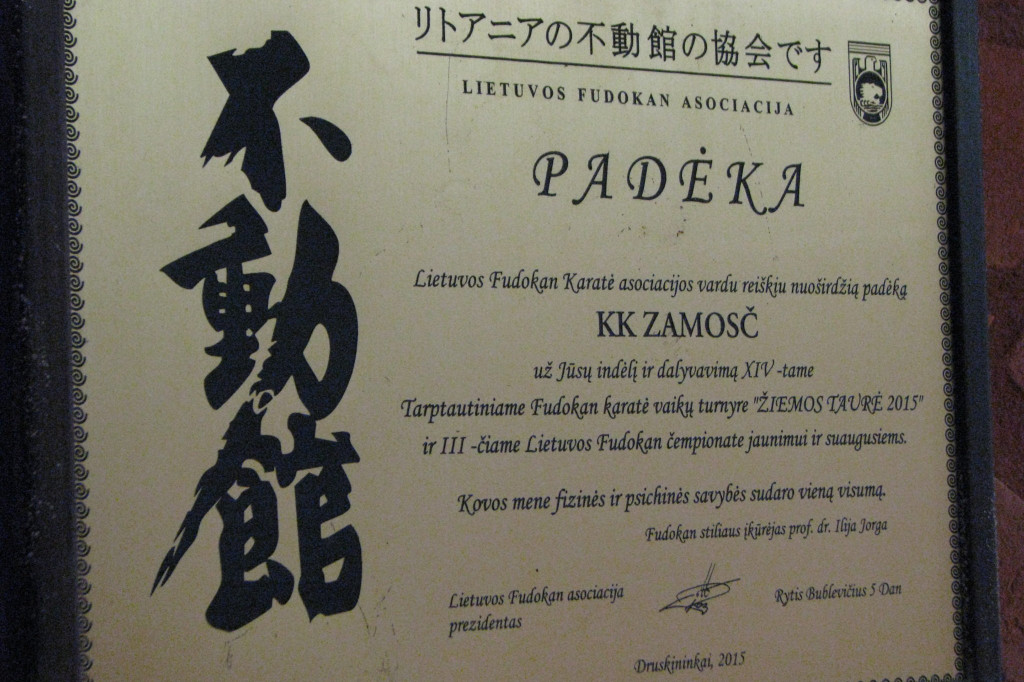 不動館
リトアニアの不動館の協会です
LIETUVOS FUDOKAN ASOCIACIJA
PADĖKA
Lietuvos Fudokan Karatė asociacijos vardu reiškiu nuoširdžią padėką
KK ZAMOSČ
už Jūsų indėlį ir dalyvavimą XIV -tame
Tarptautiniame Fudokan karatė vaikų turnyre "ŽIEMOS TAURĖ 2015"
ir III -čiame Lietuvos Fudokan čempionate jaunimui ir suaugusiems.
Kovos mene fizinės ir psichinės savybės sudaro vieną visumą.
Fudokan stiliaus įkūrėjas prof. dr. Ilija Jorga
Lietuvos Fudokan asociacija
prezidentas
Rytis Bublevičius 5 Dan
Druskininkai, 2015